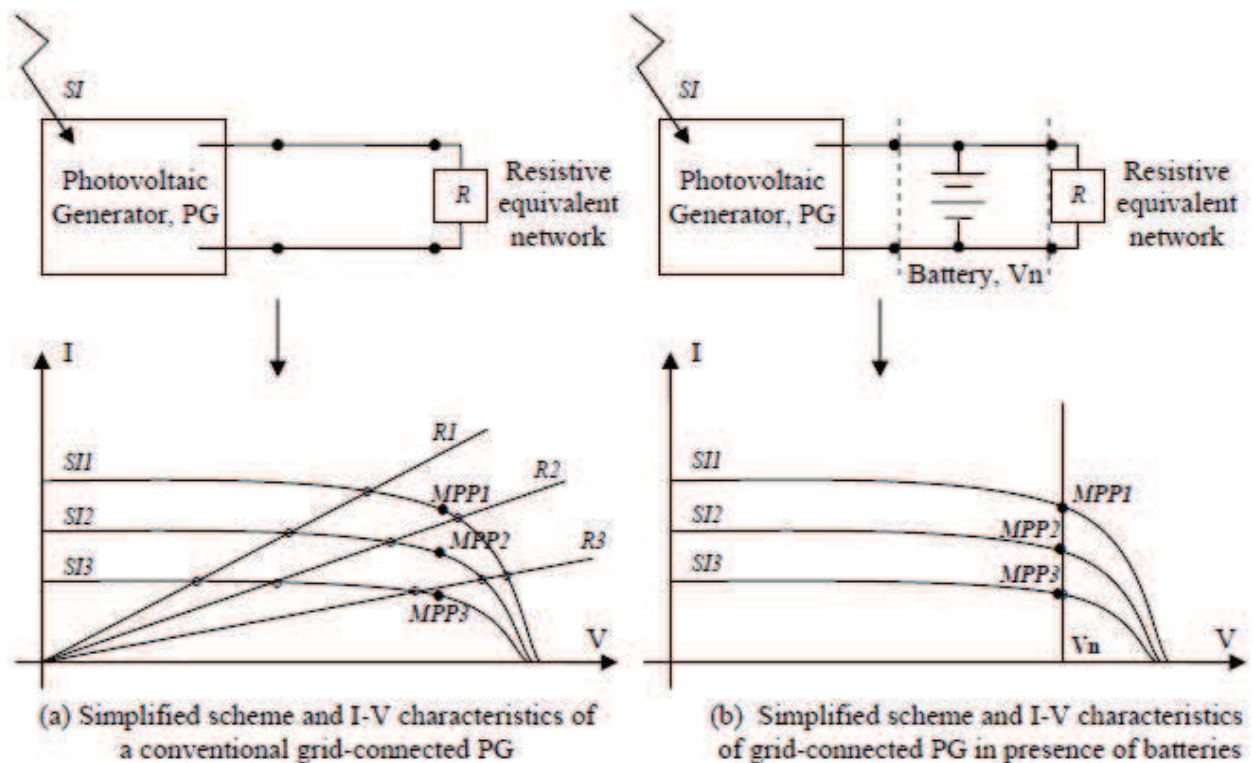 SI
Photovoltaic
Generator, PG
R
Resistive
equivalent
network
I
SI1
SI2
SI3
R1
R2
R3
MPP1
MPP2
MPP3
V
(a) Simplified scheme and I-V characteristics of
a conventional grid-connected PG
SI
Photovoltaic
Generator, PG
R
Resistive
equivalent
network
Battery, Vn
I
SI1
SI2
SI3
MPP1
MPP2
MPP3
Vn
V
(b) Simplified scheme and I-V characteristics
of grid-connected PG in presence of batteries